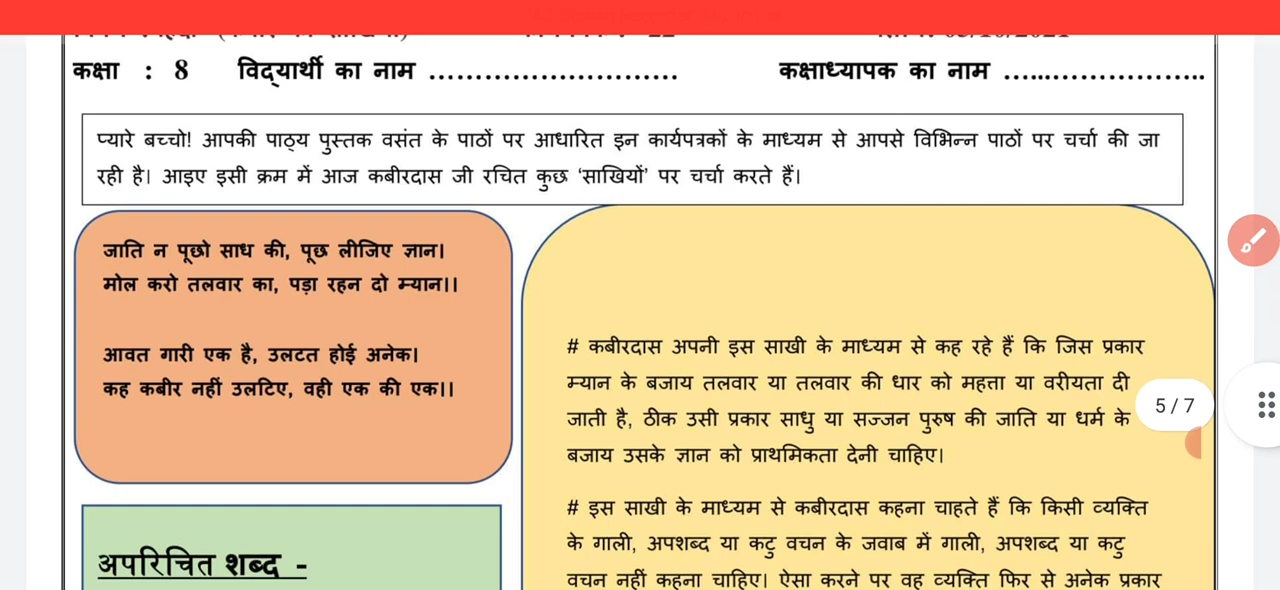 कक्षा : 8 विद्यार्थी का नाम ............................ कक्षाध्यापक का नाम ......................
प्यारे बच्चो! आपकी पाठ्य पुस्तक वसंत के पाठों पर आधारित इन कार्यपत्रकों के माध्यम से आपसे विभिन्न पाठों पर चर्चा की जा
रही है। आइए इसी क्रम में आज कबीरदास जी रचित कुछ ‘साखियों’ पर चर्चा करते हैं।
जाति न पूछो साध की, पूछ लीजिए ज्ञान।
मोल करो तलवार का, पड़ा रहन दो म्यान।।
आवत गारी एक है, उलटत होई अनेक।
कह कबीर नहीं उलटिए, वही एक की एक।।
अपरिचित शब्द -
# कबीरदास अपनी इस साखी के माध्यम से कह रहे हैं कि जिस प्रकार
म्यान के बजाय तलवार या तलवार की धार को महत्ता या वरीयता दी
जाती है, ठीक उसी प्रकार साधु या सज्जन पुरुष की जाति या धर्म के
बजाय उसके ज्ञान को प्राथमिकता देनी चाहिए।
# इस साखी के माध्यम से कबीरदास कहना चाहते हैं कि किसी व्यक्ति
के गाली, अपशब्द या कटु वचन के जवाब में गाली, अपशब्द या कटु
वचन नहीं कहना चाहिए। ऐसा करने पर वह व्यक्ति फिर से अनेक प्रकार
5 / 7